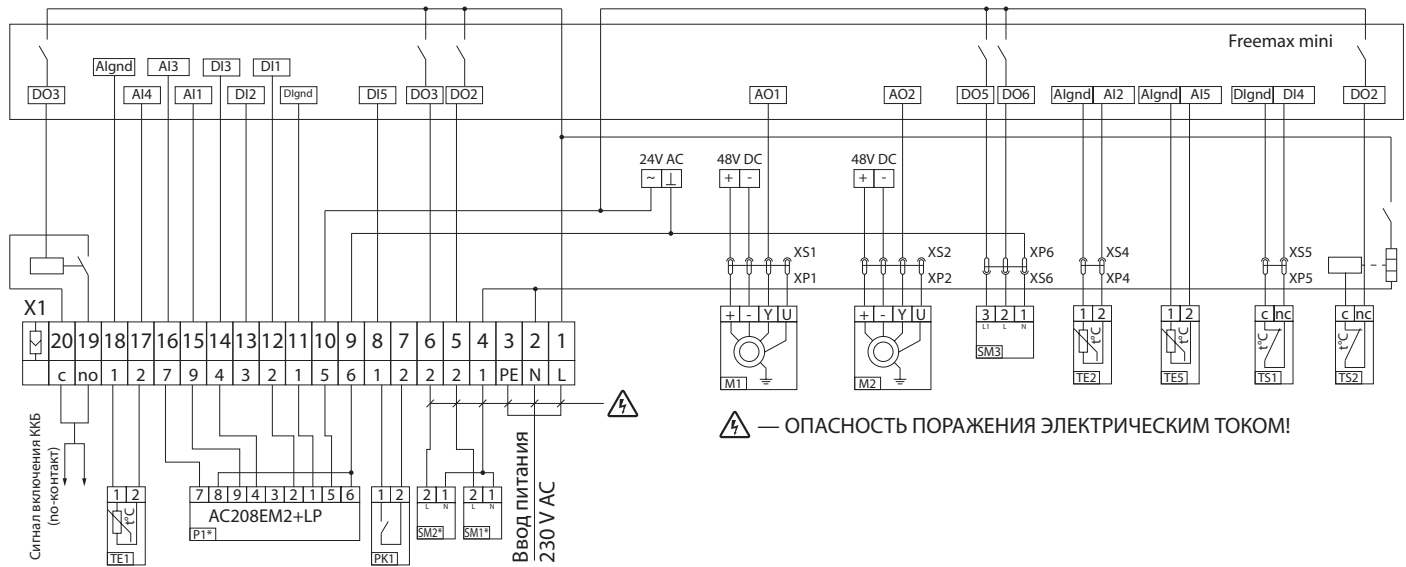 Freemax mini
AIgnd AI3 DI3 DI1
DO3 AI4 AI1 DI2 DIgnd DI5 DO3 DO2 AO1 AO2 DO5 DO6 AIgnd AI2 AIgnd AI5 DIgnd DI4 DO2
24V AC 48V DC 48V DC
~ ⊥ + - + -
XS1 XS2 XP6 XS4 XS5
XP1 XP2 XS6 XP4 XP5
X1
+ - Y U + - Y U 3 2 1 1 2 1 2 c nc c nc
L1 L N
t°C t°C t°C t°C
SM3
M1 M2 TE2 TE5 TS1 TS2
20 19 18 17 16 15 14 13 12 11 10 9 8 7 6 5 4 3 2 1
c no 1 2 7 9 4 3 2 1 5 6 1 2 2 2 1 PE N L
— ОПАСНОСТЬ ПОРАЖЕНИЯ ЭЛЕКТРИЧЕСКИМ ТОКОМ!
Сигнал включения ККБ
(no-контакт)
1 2 7 8 9 4 3 2 1 5 6 1 2 2 1 2 1
L N L N
t°C
AC208EM2+LP
P1* SM2* SM1*
TE1 PK1
Ввод питания
230 V AC